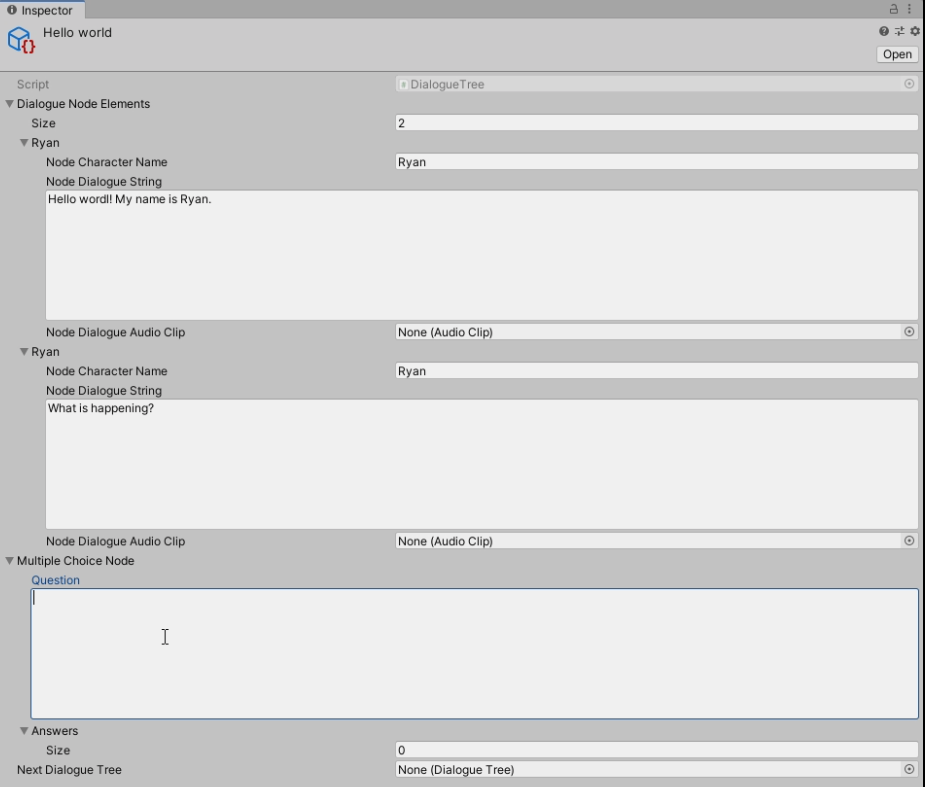 Inspector
Hello world
Open
Script DialogueTree
Dialogue Node Elements
Size 2
Ryan
Node Character Name Ryan
Node Dialogue String
Hello wordl! My name is Ryan.
Node Dialogue Audio Clip None (Audio Clip)
Ryan
Node Character Name Ryan
Node Dialogue String
What is happening?
Node Dialogue Audio Clip None (Audio Clip)
Multiple Choice Node
Question
Answers
Size 0
Next Dialogue Tree None (Dialogue Tree)